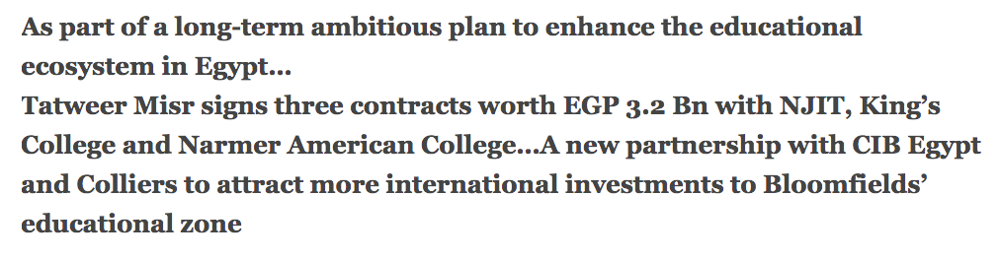 As part of a long-term ambitious plan to enhance the educational
ecosystem in Egypt...
Tatweer Misr signs three contracts worth EGP 3.2 Bn with NJIT, King’s
College and Narmer American College...A new partnership with CIB Egypt
and Colliers to attract more international investments to Bloomfields’
educational zone